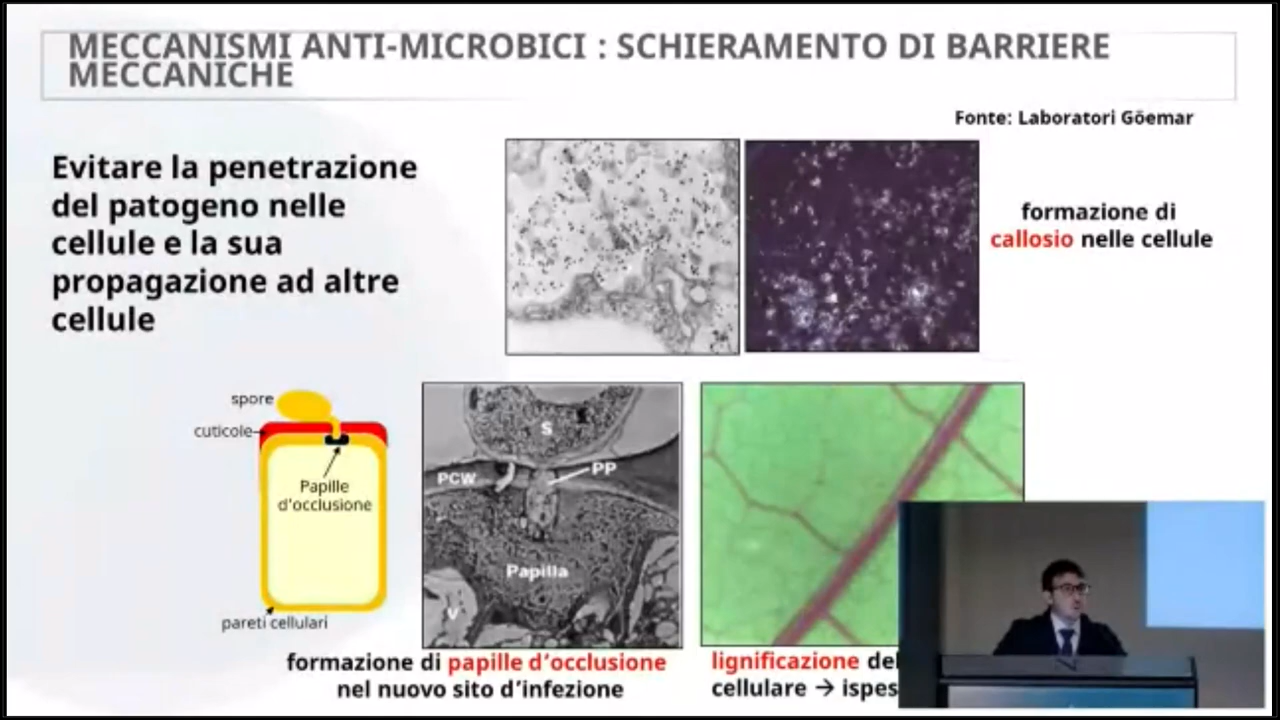 MECCANISMI ANTI-MICROBICI : SCHIERAMENTO DI BARRIERE
MECCANICHE
Fonte: Laboratori Göemar
Evitare la penetrazione
del patogeno nelle
cellule e la sua
propagazione ad altre
cellule
formazione di
callosio nelle cellule
spore
cuticole
Papille
d'occlusione
pareti cellulari
S
PP
PCW
Papilla
V
formazione di papille d'occlusione
nel nuovo sito d'infezione
lignificazione
cellulare →